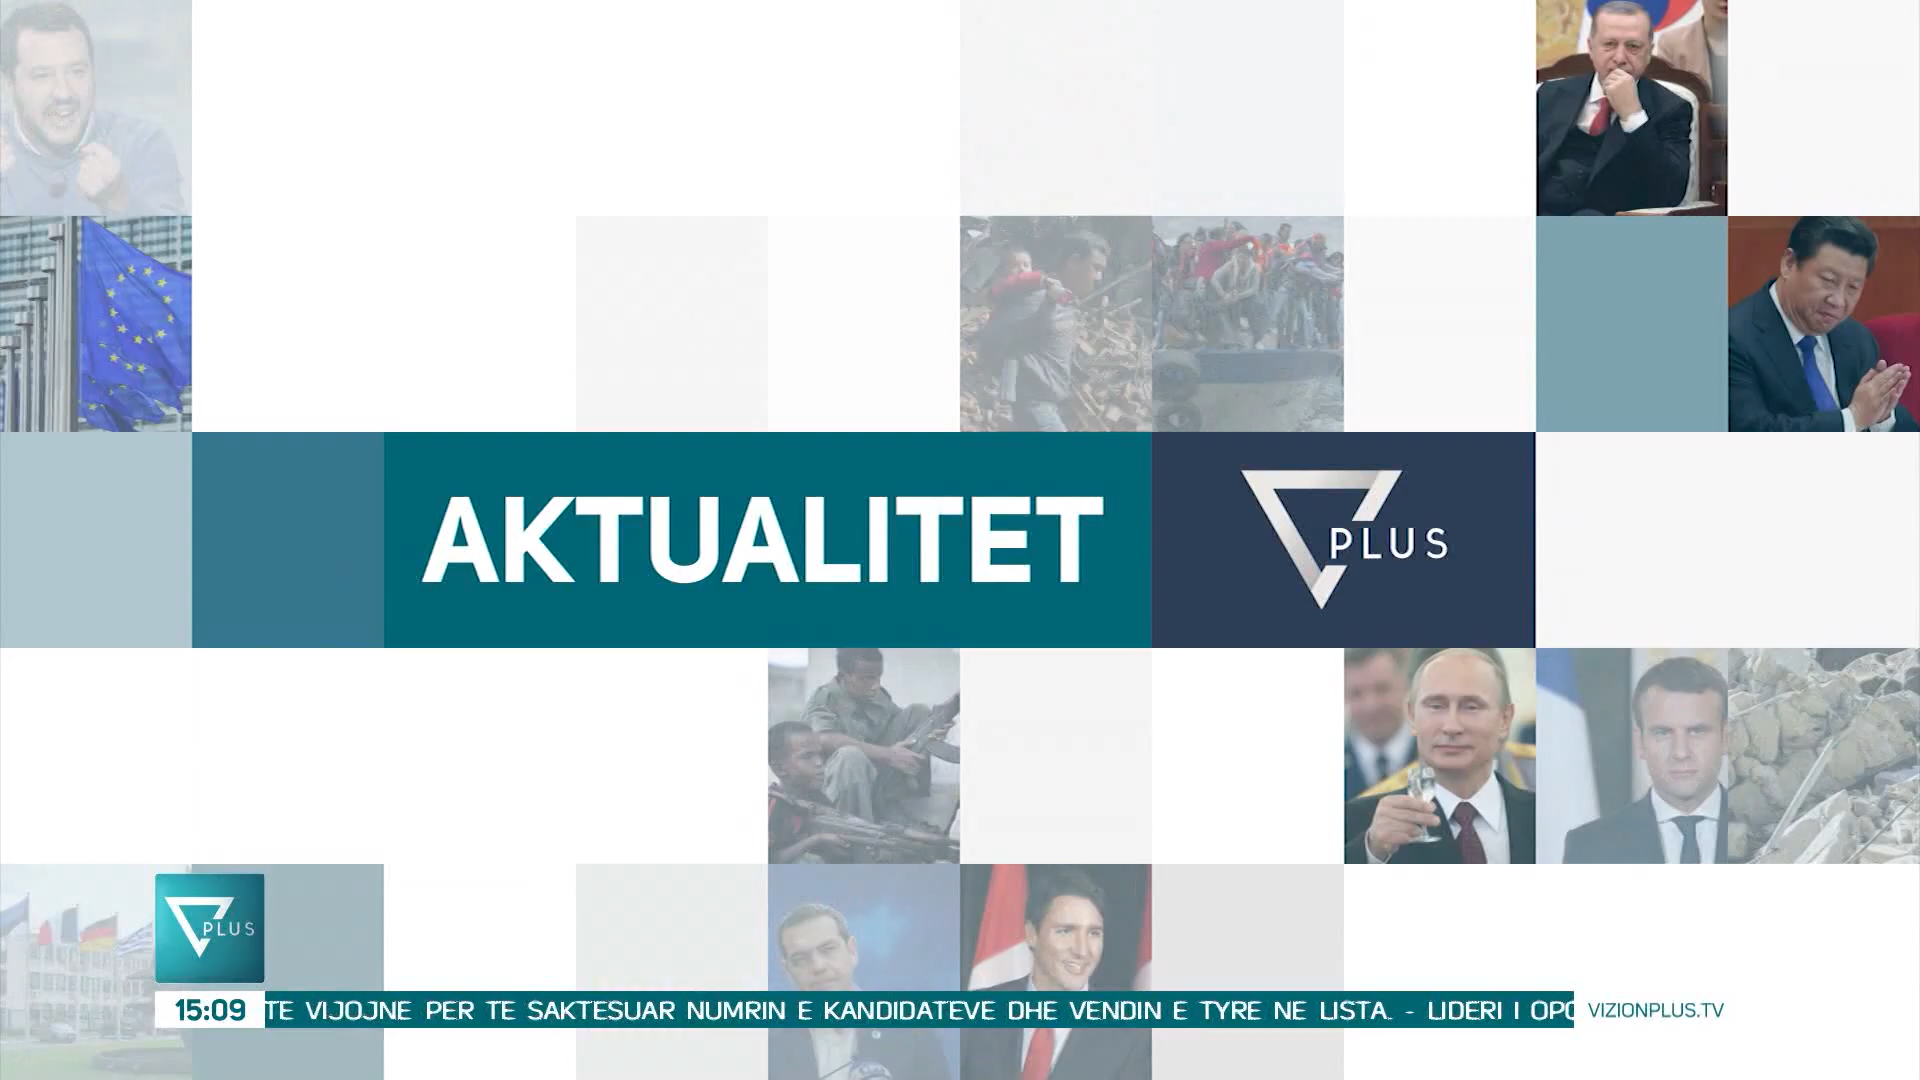 AKTUALITET
PLUS
PLUS
15:09
TE VIJOJNE PER TE SAKTESUAR NUMRIN E KANDIDATEVE DHE VENDIN E TYRE NE LISTA. - LIDERI I
VIZIONPLUS.TV